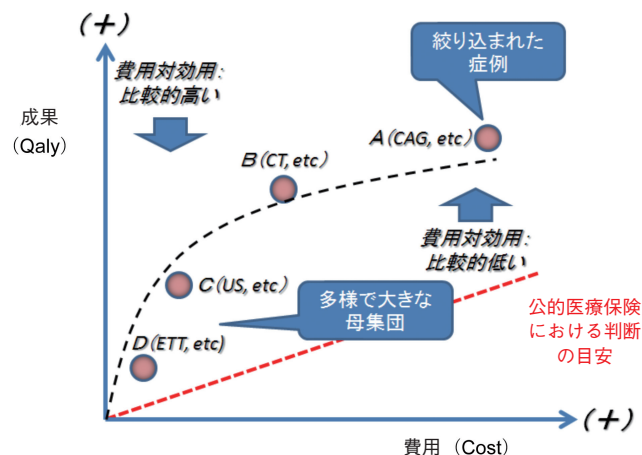 (+)
絞り込まれた
症例
費用対効用:
比較的高い
成果
（Qaly）
A(CAG, etc)
B(CT, etc)
費用対効用:
比較的低い
C(US, etc)
多様で大きな
母集団
公的医療保険
における判断
の目安
D(ETT, etc)
(+)
費用（Cost）